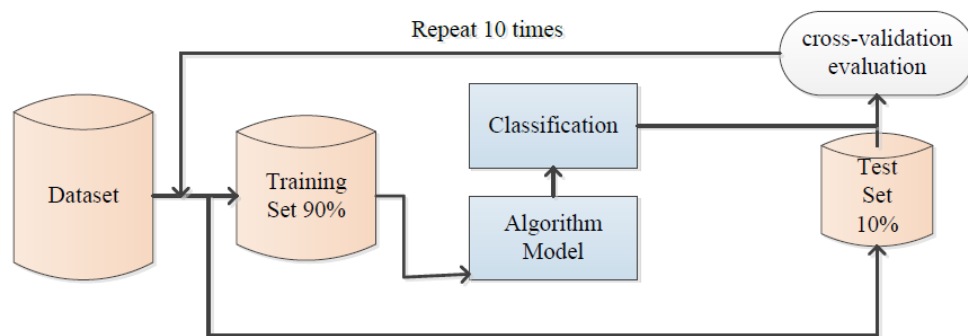 Repeat 10 times
cross-validation
evaluation
Dataset
Training
Set 90%
Classification
Algorithm
Model
Test
Set
10%